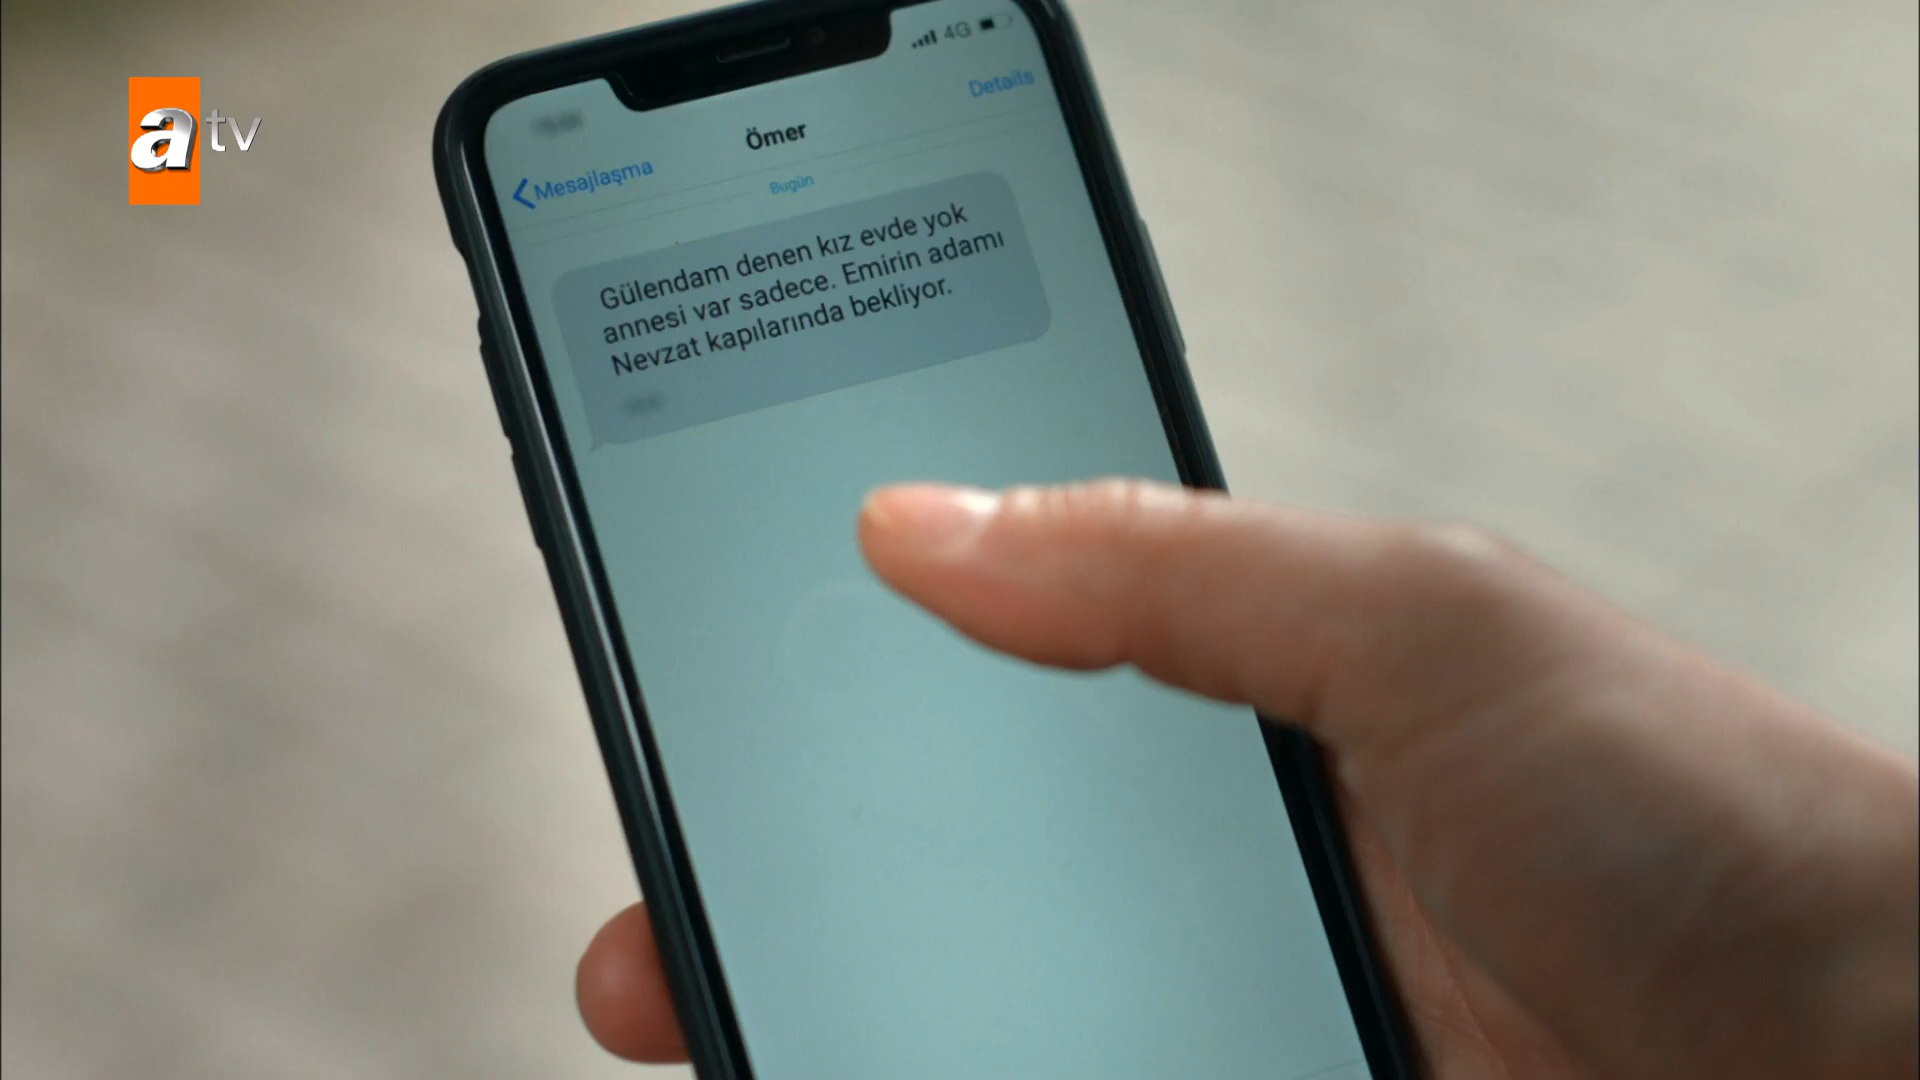 atv
4G
Details
Ömer
Mesajlaşma
Bugün
Gülendam denen kız evde yok
annesi var sadece. Emirin adamı
Nevzat kapılarında bekliyor.